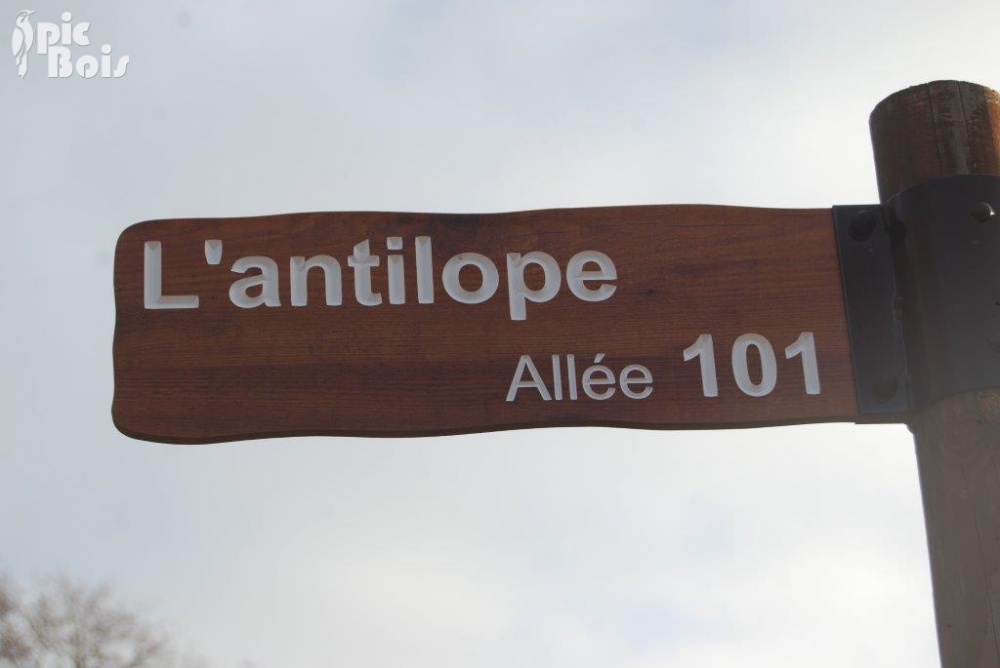 pic
Bois
L'antilope
Allée 101